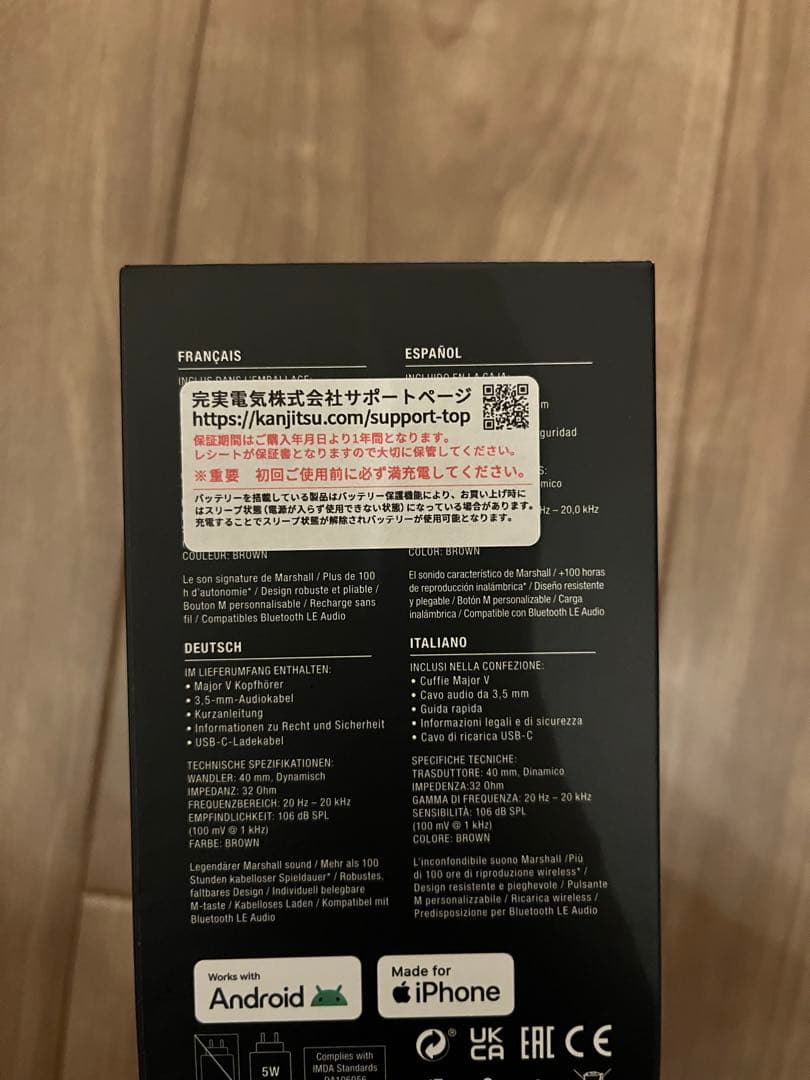 FRANÇAIS
INCLUS DANS L'EMBALLAGE
完実電気株式会社サポートページ
https://kanjitsu.com/support-top
保証期間はご購入年月日より1年間となります。
レシートが保証書となりますので大切に保管してください。
※重要 初回ご使用前に必ず満充電してください。
バッテリーを搭載している製品はバッテリー保護機能により、お買い上げ時に
はスリープ状態(電源が入らず使用できない状態)になっている場合があります。
充電することでスリープ状態が解除されバッテリーが使用可能となります。
COULEUR: BROWN
Le son signature de Marshall / Plus de 100
h d'autonomie* / Design robuste et pliable /
Bouton M personnalisable / Recharge sans
fil / Compatibles Bluetooth LE Audio
ESPAÑOL
INCLUIDO EN LA CAJA:
m
guridad
S:
mico
Hz – 20,0 kHz
COLOR: BROWN
El sonido característico de Marshall / +100 horas
de reproducción inalámbrica* / Diseño resistente
y plegable / Botón M personalizable / Carga
inalámbrica / Compatible con Bluetooth LE Audio
DEUTSCH
IM LIEFERUMFANG ENTHALTEN:
• Major V Kopfhörer
• 3,5-mm-Audiokabel
• Kurzanleitung
• Informationen zu Recht und Sicherheit
• USB-C-Ladekabel
TECHNISCHE SPEZIFIKATIONEN:
WANDLER: 40 mm, Dynamisch
IMPEDANZ: 32 Ohm
FREQUENZBEREICH: 20 Hz – 20 kHz
EMPFINDLICHKEIT: 106 dB SPL
(100 mV @ 1 kHz)
FARBE: BROWN
Legendärer Marshall sound / Mehr als 100
Stunden kabelloser Spieldauer* / Robustes,
faltbares Design / Individuell belegbare
M-taste / Kabelloses Laden / Kompatibel mit
Bluetooth LE Audio
ITALIANO
INCLUSI NELLA CONFEZIONE:
• Cuffie Major V
• Cavo audio da 3,5 mm
• Guida rapida
• Informazioni legali e di sicurezza
• Cavo di ricarica USB-C
SPECIFICHE TECNICHE:
TRASDUTTORE: 40 mm, Dinamico
IMPEDENZA:32 Ohm
GAMMA DI FREQUENZA: 20 Hz – 20 kHz
SENSIBILITÀ: 106 dB SPL
(100 mV @ 1 kHz)
COLORE: BROWN
L'inconfondibile suono Marshall /Più
di 100 ore di riproduzione wireless* /
Design resistente e pieghevole / Pulsante
M personalizzabile / Ricarica wireless /
Predisposizione per Bluetooth LE Audio
Works with
Android
Made for
iPhone
5W
Complies with
IMDA Standards
DA105956
UK
CA
EAC
CE